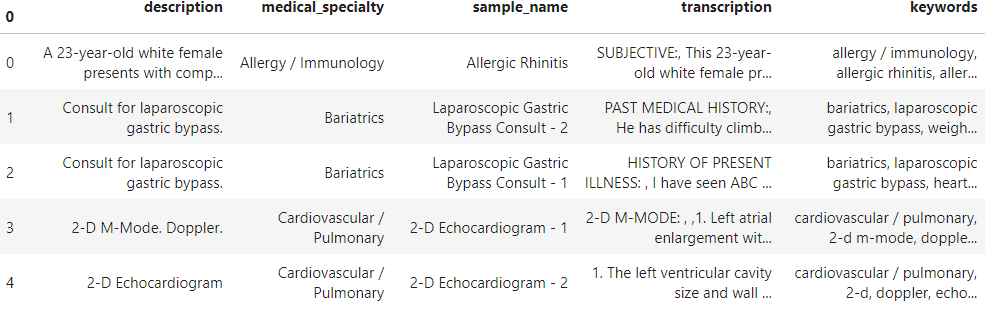 0 description medical_specialty sample_name transcription keywords
0 A 23-year-old white female presents with comp... Allergy / Immunology Allergic Rhinitis SUBJECTIVE:, This 23-year-old white female pr... allergy / immunology, allergic rhinitis, aller...
1 Consult for laparoscopic gastric bypass. Bariatrics Laparoscopic Gastric Bypass Consult - 2 PAST MEDICAL HISTORY:, He has difficulty climb... bariatrics, laparoscopic gastric bypass, weigh...
2 Consult for laparoscopic gastric bypass. Bariatrics Laparoscopic Gastric Bypass Consult - 1 HISTORY OF PRESENT ILLNESS: , I have seen ABC ... bariatrics, laparoscopic gastric bypass, heart...
3 2-D M-Mode. Doppler. Cardiovascular / Pulmonary 2-D Echocardiogram - 1 2-D M-MODE: , ,1. Left atrial enlargement wit... cardiovascular / pulmonary, 2-d m-mode, dopple...
4 2-D Echocardiogram Cardiovascular / Pulmonary 2-D Echocardiogram - 2 1. The left ventricular cavity size and wall ... cardiovascular / pulmonary, 2-d, doppler, echo...